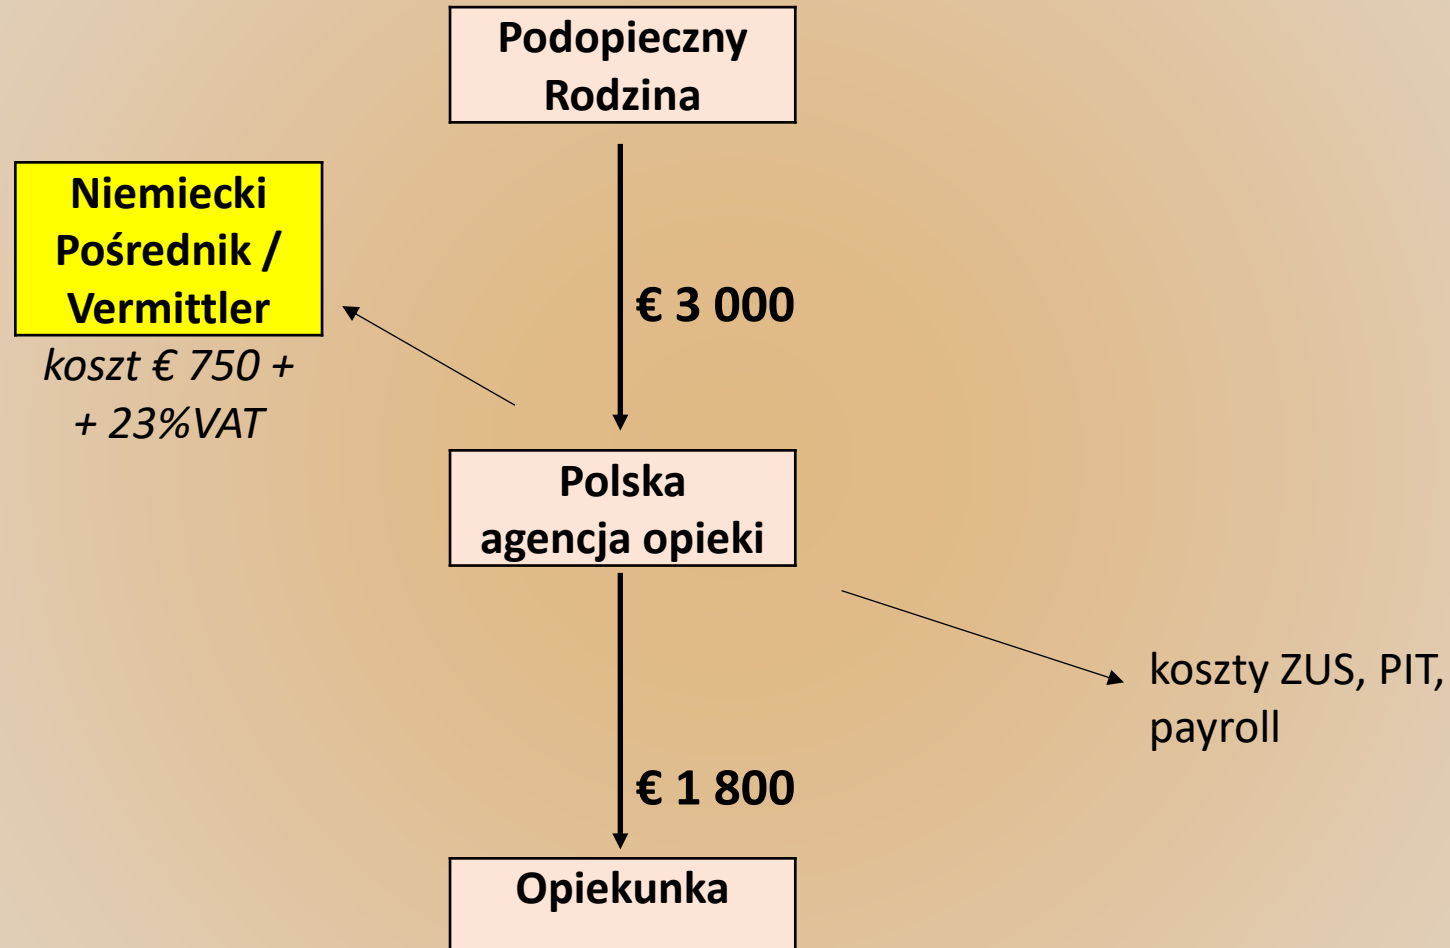 Podopieczny
Rodzina
Niemiecki
Pośrednik /
Vermittler
koszt € 750 +
+ 23%VAT
€ 3 000
Polska
agencja opieki
koszty ZUS, PIT,
payroll
€ 1 800
Opiekunka